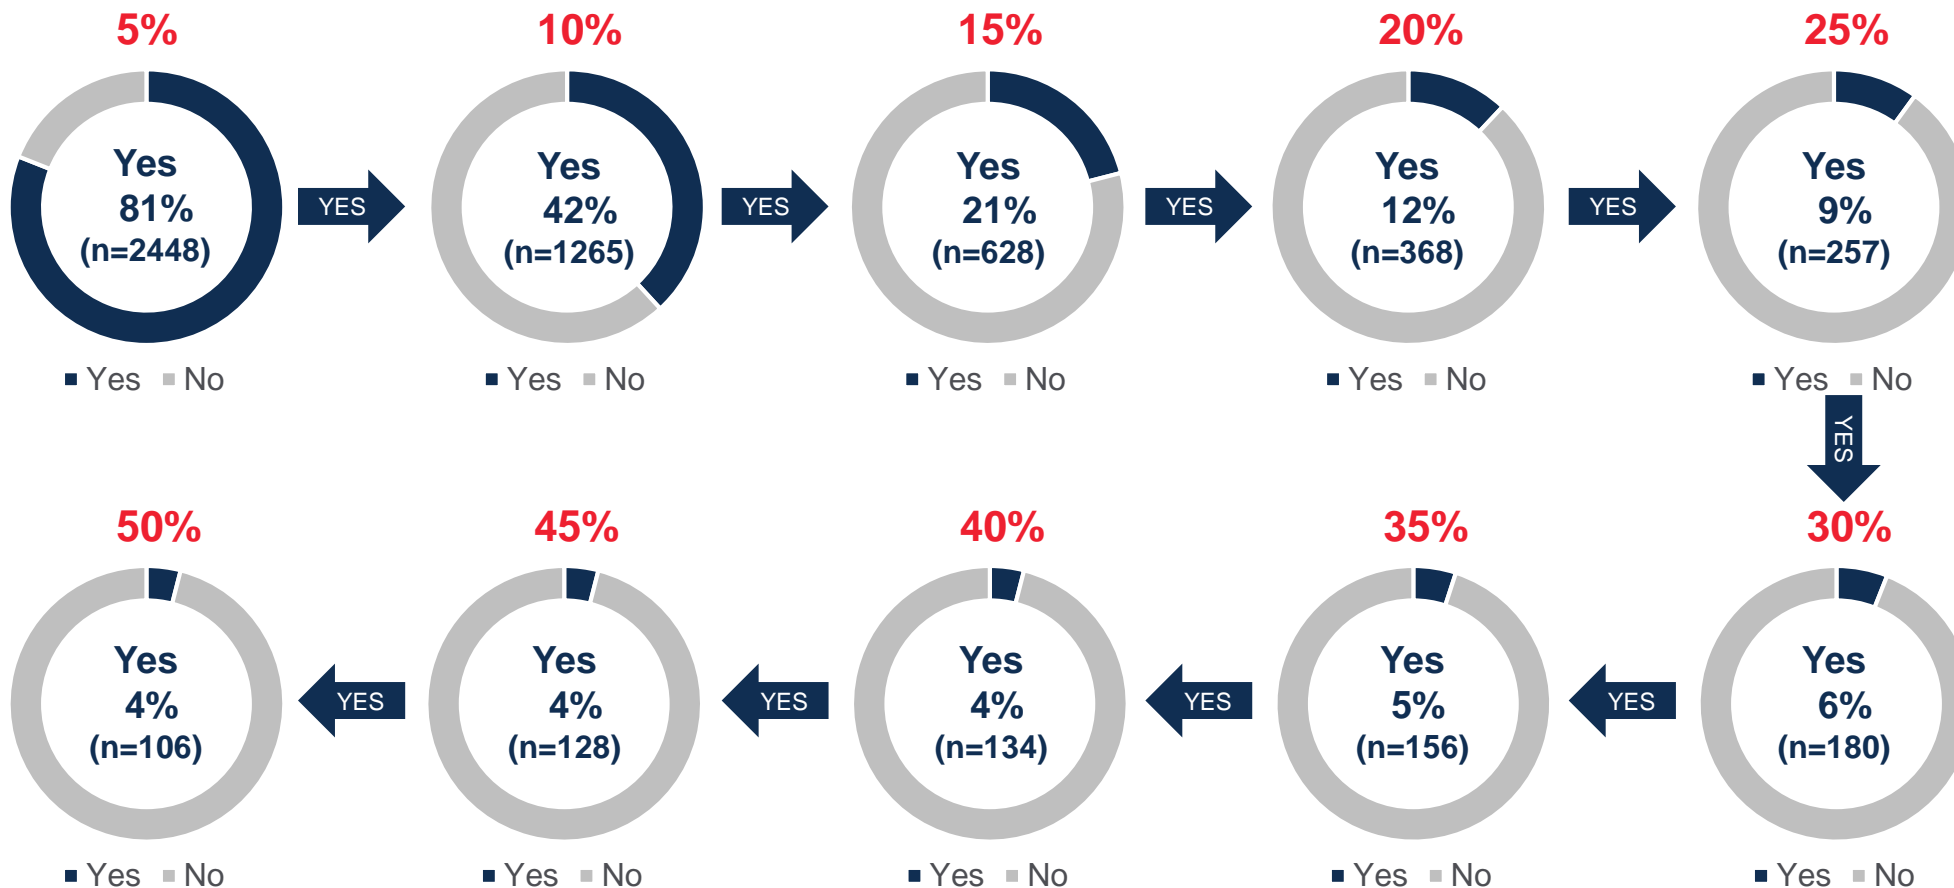 5%
Yes
81%
(n=2448)
Yes No
YES
10%
Yes
42%
(n=1265)
Yes No
YES
15%
Yes
21%
(n=628)
Yes No
YES
20%
Yes
12%
(n=368)
Yes No
YES
25%
Yes
9%
(n=257)
Yes No
YES
30%
Yes
6%
(n=180)
Yes No
YES
35%
Yes
5%
(n=156)
Yes No
YES
40%
Yes
4%
(n=134)
Yes No
YES
45%
Yes
4%
(n=128)
Yes No
YES
50%
Yes
4%
(n=106)
Yes No